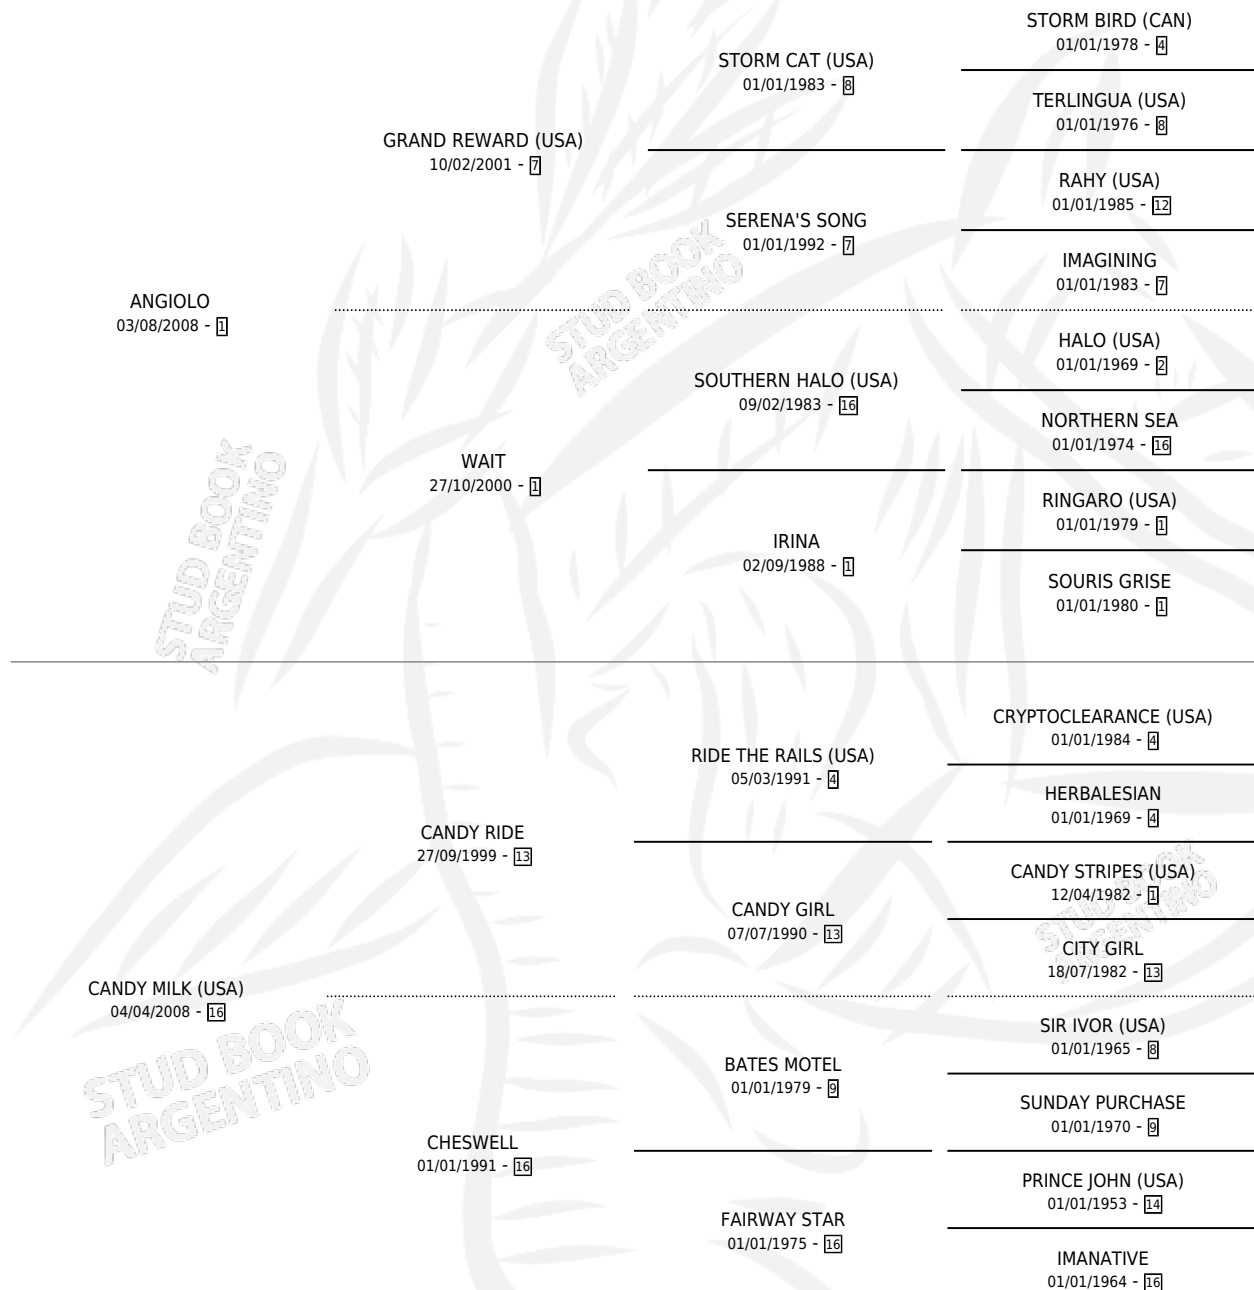 STORM BIRD (CAN)
01/01/1978 - 4
STORM CAT (USA)
01/01/1983 - 8
TERLINGUA (USA)
01/01/1976 - 8
GRAND REWARD (USA)
10/02/2001 - 7
RAHY (USA)
01/01/1985 - 12
SERENA'S SONG
01/01/1992 - 7
IMAGINING
01/01/1983 - 7
ANGIOLO
03/08/2008 - 1
HALO (USA)
01/01/1969 - 2
SOUTHERN HALO (USA)
09/02/1983 - 16
NORTHERN SEA
01/01/1974 - 16
WAIT
27/10/2000 - 1
RINGARO (USA)
01/01/1979 - 1
IRINA
02/09/1988 - 1
SOURIS GRISE
01/01/1980 - 1
CRYPTOCLEARANCE (USA)
01/01/1984 - 4
RIDE THE RAILS (USA)
05/03/1991 - 4
HERBALESIAN
01/01/1969 - 4
CANDY RIDE
27/09/1999 - 13
CANDY STRIPES (USA)
12/04/1982 - 1
CANDY GIRL
07/07/1990 - 13
CITY GIRL
18/07/1982 - 13
CANDY MILK (USA)
04/04/2008 - 16
SIR IVOR (USA)
01/01/1965 - 8
BATES MOTEL
01/01/1979 - 9
SUNDAY PURCHASE
01/01/1970 - 9
CHESWELL
01/01/1991 - 16
PRINCE JOHN (USA)
01/01/1953 - 14
FAIRWAY STAR
01/01/1975 - 16
IMANATIVE
01/01/1964 - 16
STUD BOOK
ARGENTINO
STUD BOOK
ARGENTINO
STUD BOOK
ARGENTINO
STUD BOOK
ARGENTINO